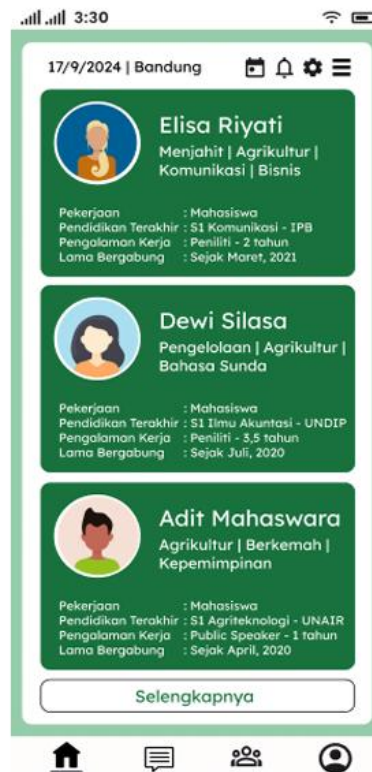 3:30
17/9/2024 | Bandung
Elisa Riyati
Menjahit | Agrikultur |
Komunikasi | Bisnis
Pekerjaan : Mahasiswa
Pendidikan Terakhir : S1 Komunikasi - IPB
Pengalaman Kerja : Peniliti - 2 tahun
Lama Bergabung : Sejak Maret, 2021
Dewi Silasa
Pengelolaan | Agrikultur |
Bahasa Sunda
Pekerjaan : Mahasiswa
Pendidikan Terakhir : S1 Ilmu Akuntasi - UNDIP
Pengalaman Kerja : Peniliti - 3,5 tahun
Lama Bergabung : Sejak Juli, 2020
Adit Mahaswara
Agrikultur | Berkemah |
Kepemimpinan
Pekerjaan : Mahasiswa
Pendidikan Terakhir : S1 Agriteknologi - UNAIR
Pengalaman Kerja : Public Speaker - 1 tahun
Lama Bergabung : Sejak April, 2020
Selengkapnya